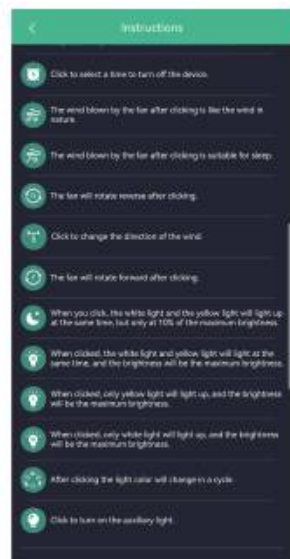 Instructions
Click to select a time to turn off the device.
The wind blown by the fan after clicking is like the wind in
nature.
The wind blown by the fan after clicking is suitable for sleep.
The fan will rotate reverse after clicking.
Click to change the direction of the wind.
The fan will rotate forward after clicking.
When you click, the white light and the yellow light will light up
at the same time, but only at 10% of the maximum brightness.
When clicked, the white light and yellow light will light at the
same time, and the brightness will be the maximum brightness.
When clicked, only yellow light will light up, and the brightness
will be the maximum brightness.
When clicked, only white light will light up, and the brightness
will be the maximum brightness.
After clicking the light color will change in a cycle.
Click to turn on the auxiliary light.